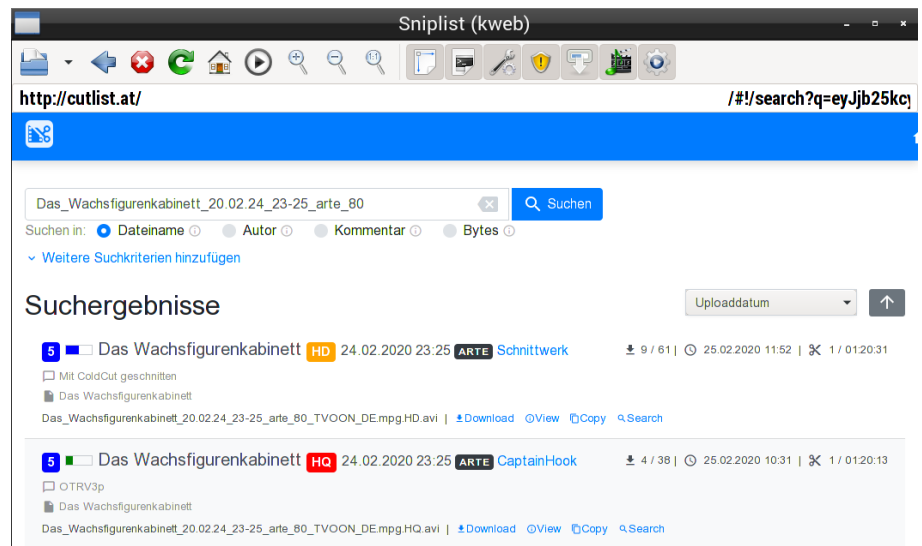 Sniplist (kweb)
http://cutlist.at/ /#!/search?q=eyJjb25kcy
Das_Wachsfigurenkabinett_20.02.24_23-25_arte_80 Suchen
Suchen in: Dateiname Autor Kommentar Bytes
Weitere Suchkriterien hinzufügen
Suchergebnisse Uploaddatum
5 Das Wachsfigurenkabinett HD 24.02.2020 23:25 ARTE Schnittwerk 9 / 61 | 25.02.2020 11:52 | 1 / 01:20:31
Mit ColdCut geschnitten
Das Wachsfigurenkabinett
Das_Wachsfigurenkabinett_20.02.24_23-25_arte_80_TVOON_DE.mpg.HD.avi | Download View Copy Search
5 Das Wachsfigurenkabinett HQ 24.02.2020 23:25 ARTE CaptainHook 4 / 38 | 25.02.2020 10:31 | 1 / 01:20:13
OTRV3p
Das Wachsfigurenkabinett
Das_Wachsfigurenkabinett_20.02.24_23-25_arte_80_TVOON_DE.mpg.HQ.avi | Download View Copy Search